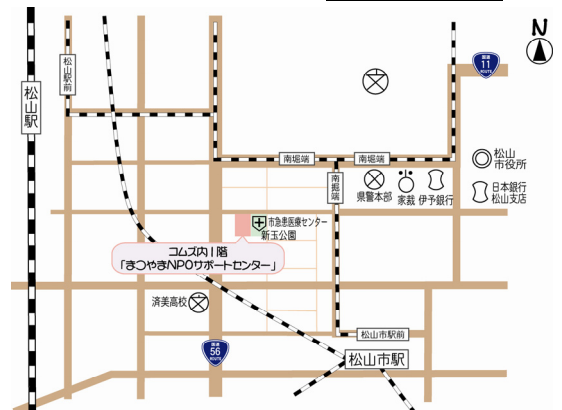 N
国道
11
ROUTE
松山駅前
松山駅
南堀端
南堀端
南堀端
松山
市役所
県警本部
家裁
伊予銀行
日本銀行
松山支店
市急患医療センター
新玉公園
コムズ内1階
「まつやまNPOサポートセンター」
済美高校
国道
56
ROUTE
松山市駅前
松山市駅